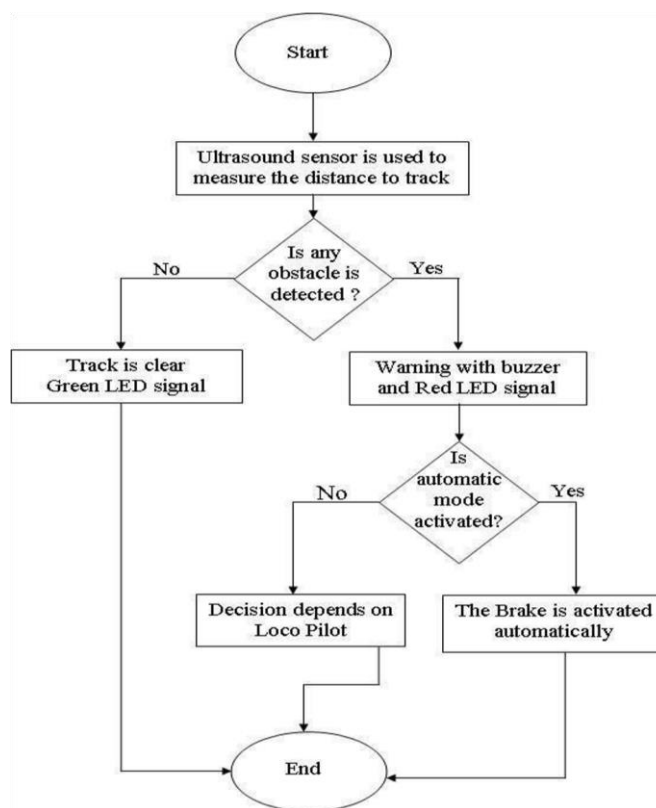 Start
Ultrasound sensor is used to
measure the distance to track
Is any
obstacle is
detected ?
No
Yes
Track is clear
Green LED signal
Warning with buzzer
and Red LED signal
Is
automatic
mode
activated?
No
Yes
Decision depends on
Loco Pilot
The Brake is activated
automatically
End